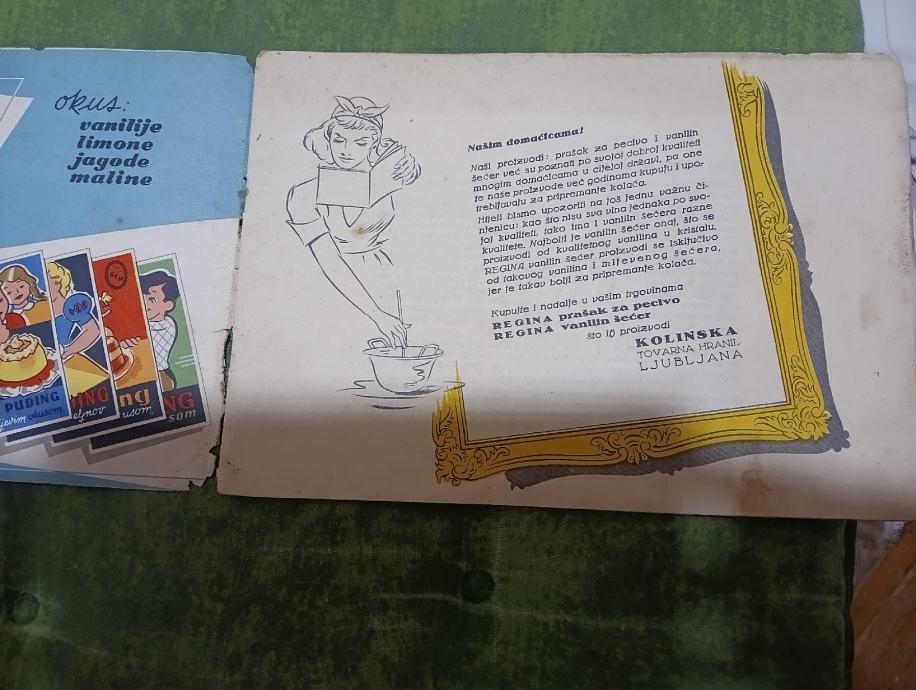 okus:
vanilije
limone
jagode
maline
PUDING
okusom
usom
som
Našim domaćicama!
Naši proizvodi: prašak za pecivo i vanilin
šećer već su poznati po svojoj dobroj kvaliteti
mnogim domaćicama u cijeloj državi, pa one
te naše proizvode već godinama kupuju i upo-
trebljavaju za pripremanje kolača.
Htjeli bismo upozoriti na još jednu važnu či-
njenicu: kao što nisu sva vina jednaka po svo-
joj kvaliteti, tako ima i vanilin šećera razne
kvalitete. Najbolji je vanilin šećer onaj, što se
proizvodi od kvalitetnog vanilina u kristalu.
REGINA vanilin šećer proizvodi se isključivo
od takovog vanilina i mljevenog šećera,
jer je takav bolji za pripremanje kolača.
Kupujte i nadalje u vašim trgovinama
REGINA prašak za pecivo
REGINA vanilin šećer
što ih proizvodi
KOLINSKA
TOVARNA HRANIL
LJUBLJANA